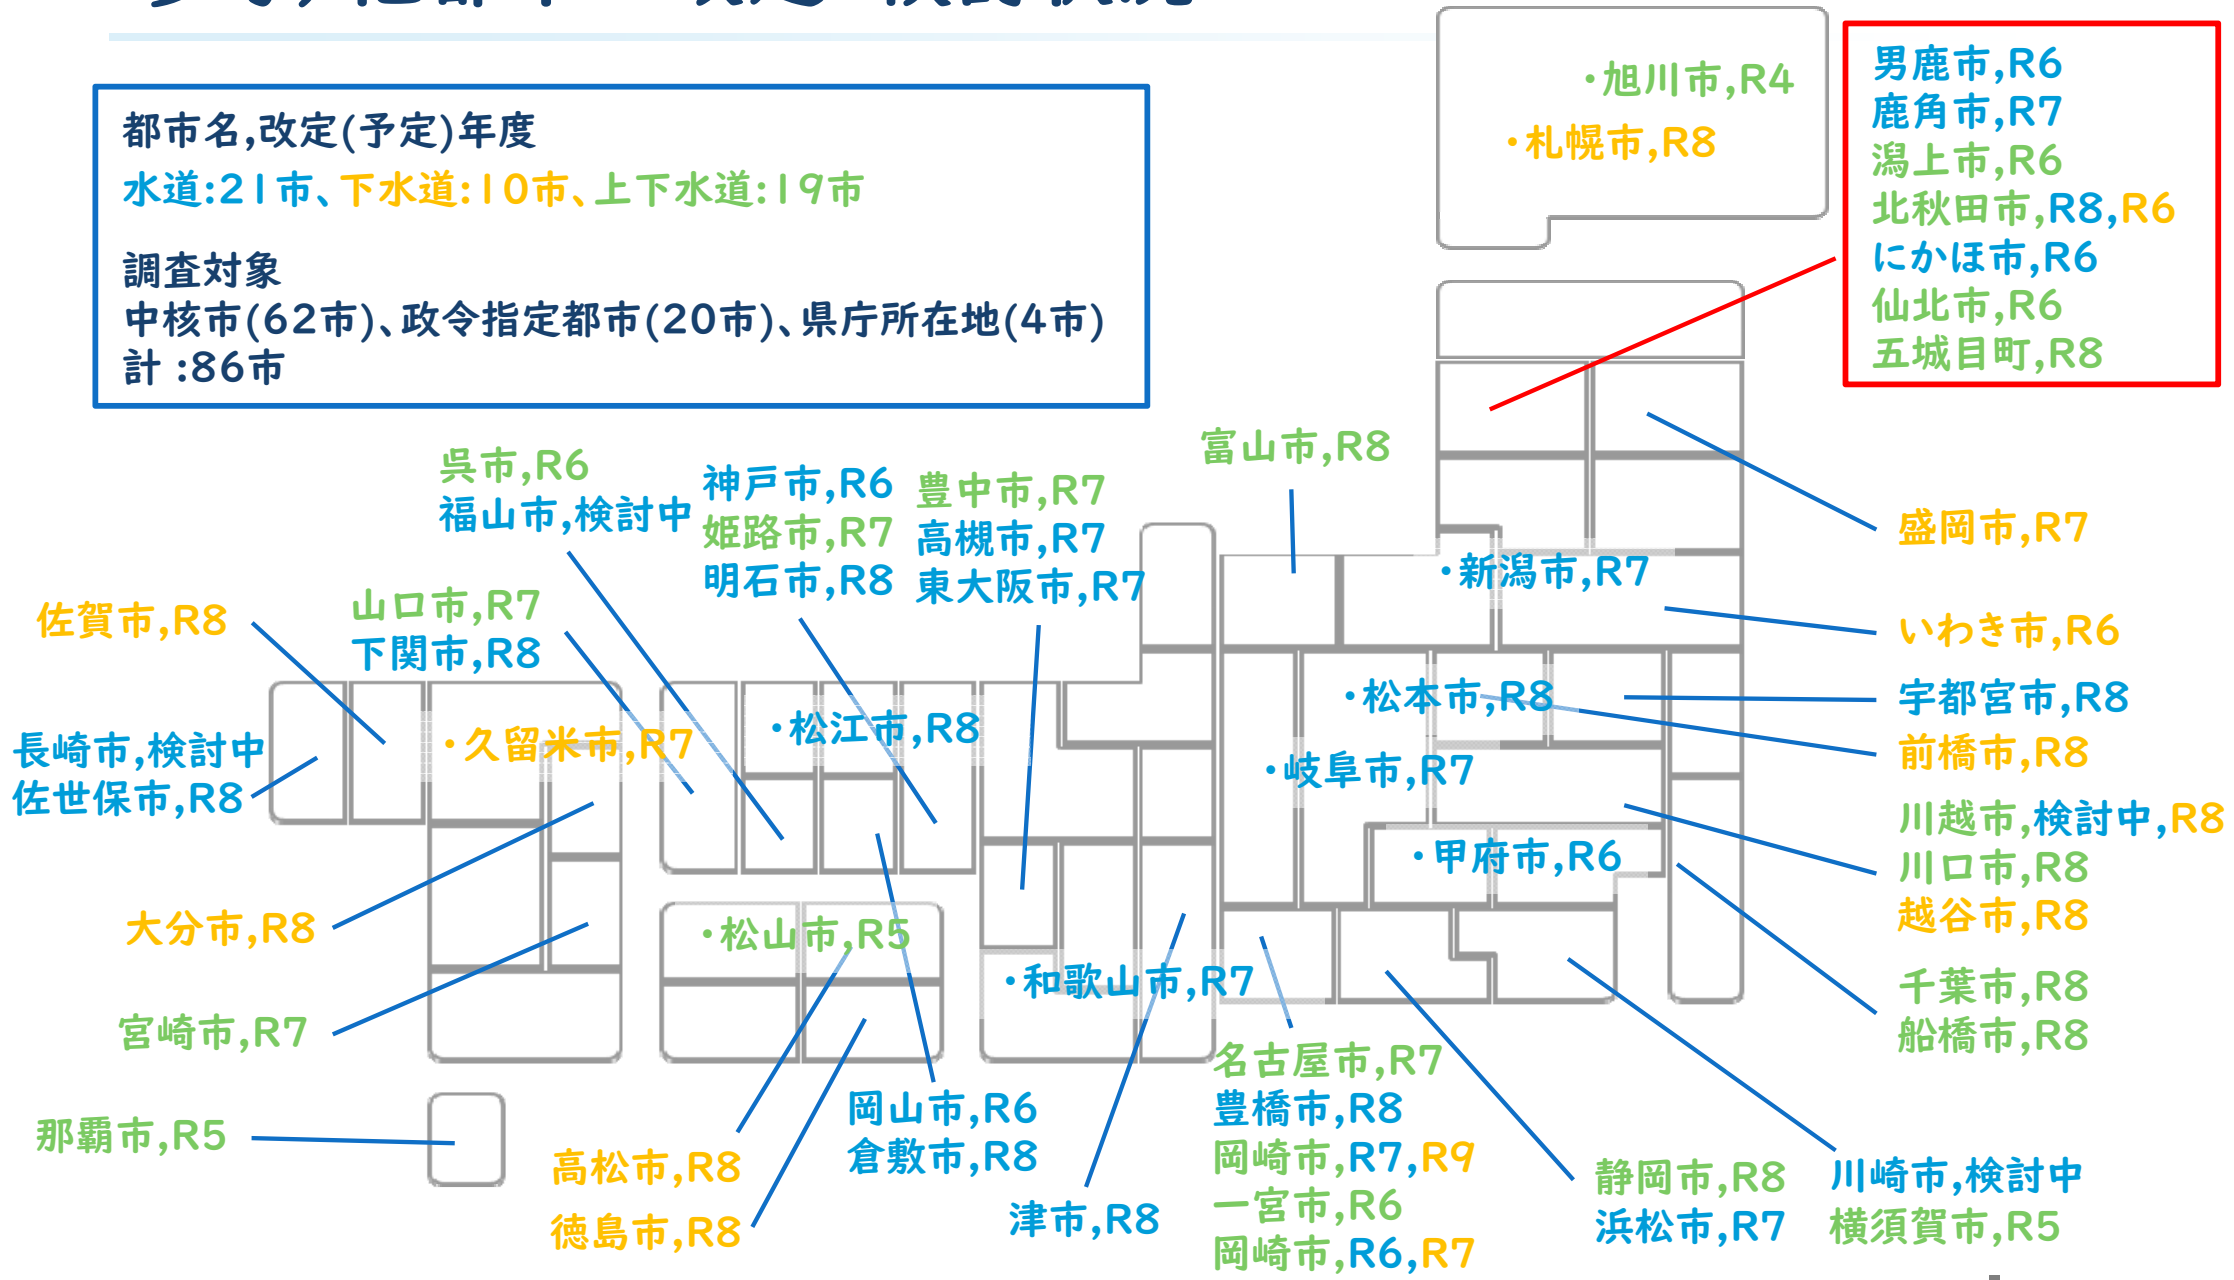 都市名,改定(予定)年度
水道:21市、下水道:10市、上下水道:19市
調査対象
中核市(62市)、政令指定都市(20市)、県庁所在地(4市)
計 :86市
・旭川市,R4
・札幌市,R8
男鹿市,R6
鹿角市,R7
潟上市,R6
北秋田市,R8,R6
にかほ市,R6
仙北市,R6
五城目町,R8
富山市,R8
呉市,R6
福山市,検討中
神戸市,R6
姫路市,R7
明石市,R8
豊中市,R7
高槻市,R7
東大阪市,R7
盛岡市,R7
・新潟市,R7
佐賀市,R8
山口市,R7
下関市,R8
いわき市,R6
・松本市,R8
宇都宮市,R8
前橋市,R8
長崎市,検討中
佐世保市,R8
・久留米市,R7
・松江市,R8
・岐阜市,R7
川越市,検討中,R8
川口市,R8
越谷市,R8
・甲府市,R6
大分市,R8
・松山市,R5
・和歌山市,R7
千葉市,R8
船橋市,R8
宮崎市,R7
那覇市,R5
高松市,R8
徳島市,R8
岡山市,R6
倉敷市,R8
津市,R8
名古屋市,R7
豊橋市,R8
岡崎市,R7,R9
一宮市,R6
岡崎市,R6,R7
静岡市,R8
浜松市,R7
川崎市,検討中
横須賀市,R5